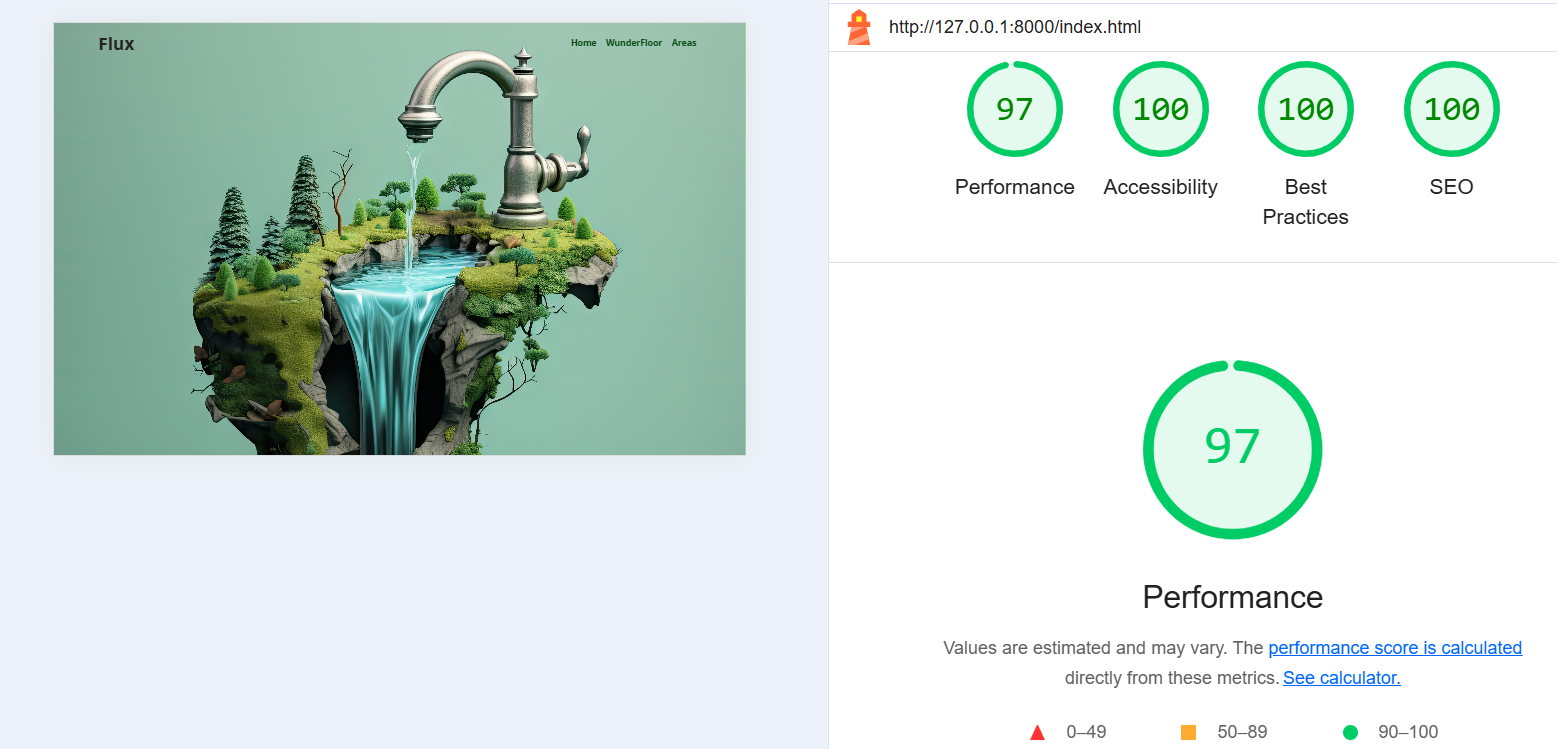 Flux
Home WunderFloor Areas
http://127.0.0.1:8000/index.html
97 100 100 100
Performance Accessibility Best Practices SEO
97
Performance
Values are estimated and may vary. The performance score is calculated
directly from these metrics. See calculator.
0–49 50–89 90–100